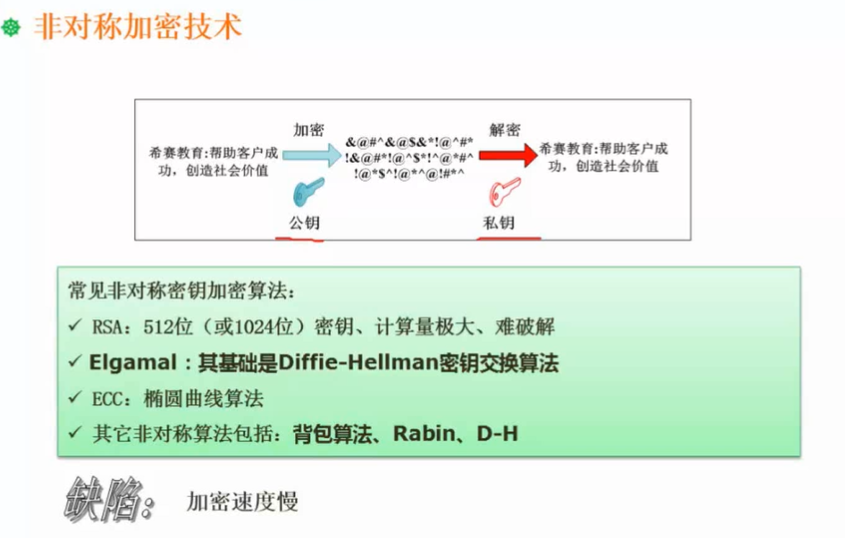 非对称加密技术
加密
解密
希赛教育:帮助客户成
功，创造社会价值
&@#^&@$&*!@^#*
!&@#*!@^$*!^@*#^
!@*$^!@*^@!#*^
希赛教育:帮助客户成
功，创造社会价值
公钥
私钥
常见非对称密钥加密算法：
✓ RSA：512位（或1024位）密钥、计算量极大、难破解
✓ Elgamal：其基础是Diffie-Hellman密钥交换算法
✓ ECC：椭圆曲线算法
✓ 其它非对称算法包括：背包算法、Rabin、D-H
缺陷：
加密速度慢